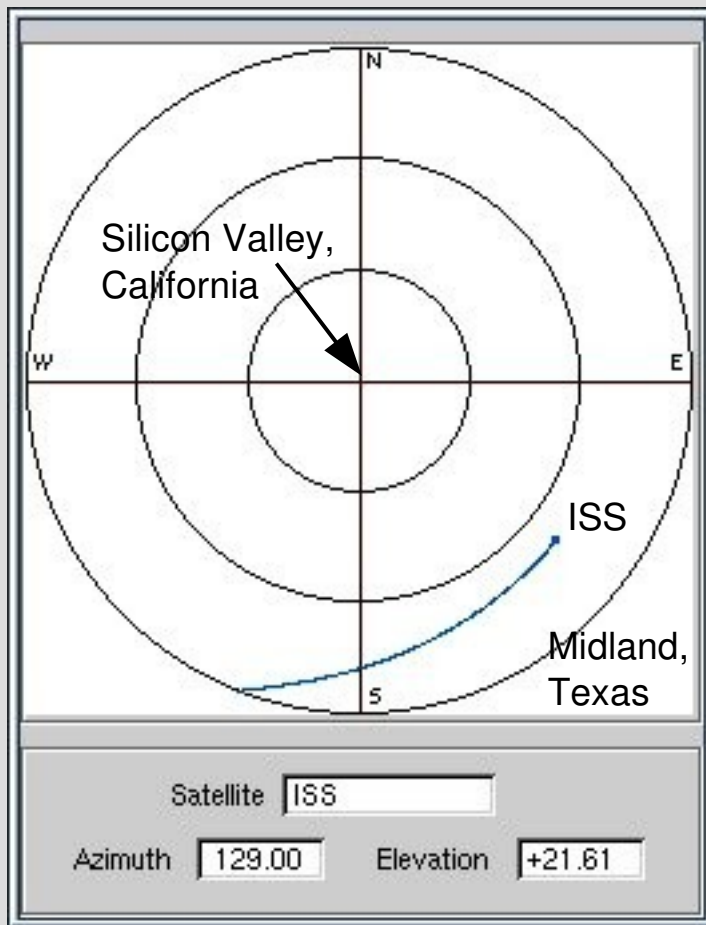 N
Silicon Valley,
California
W
E
ISS
Midland,
Texas
S
Satellite ISS
Azimuth 129.00 Elevation +21.61